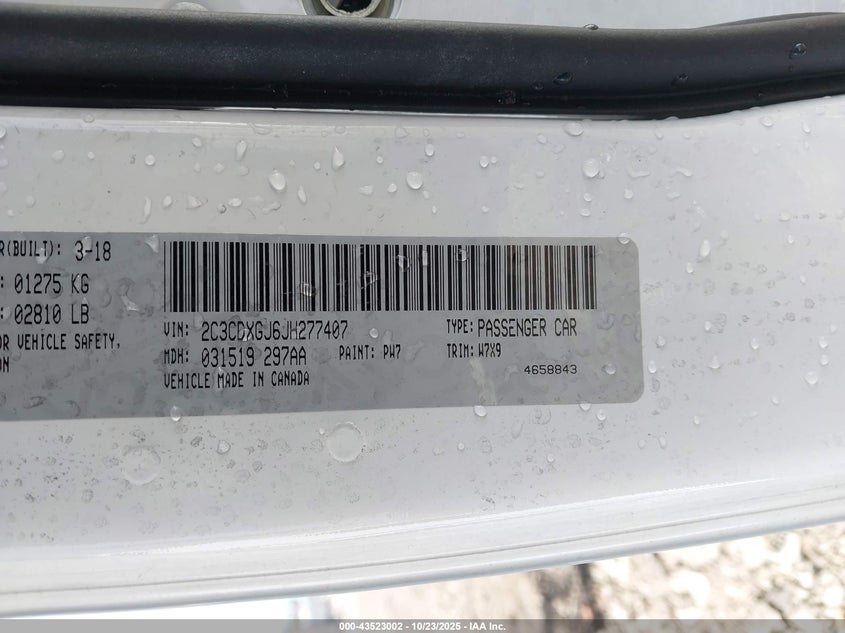 R(BUILT): 3-18
: 01275 KG
: 02810 LB
OR VEHICLE SAFETY,
ON
VIN: 2C3CDXGJ6JH277407 TYPE: PASSENGER CAR
MDH: 031519 297AA PAINT: PW7 TRIM: W7X9
VEHICLE MADE IN CANADA 4658843
000-43523002 - 10/23/2025 - IAA Inc.